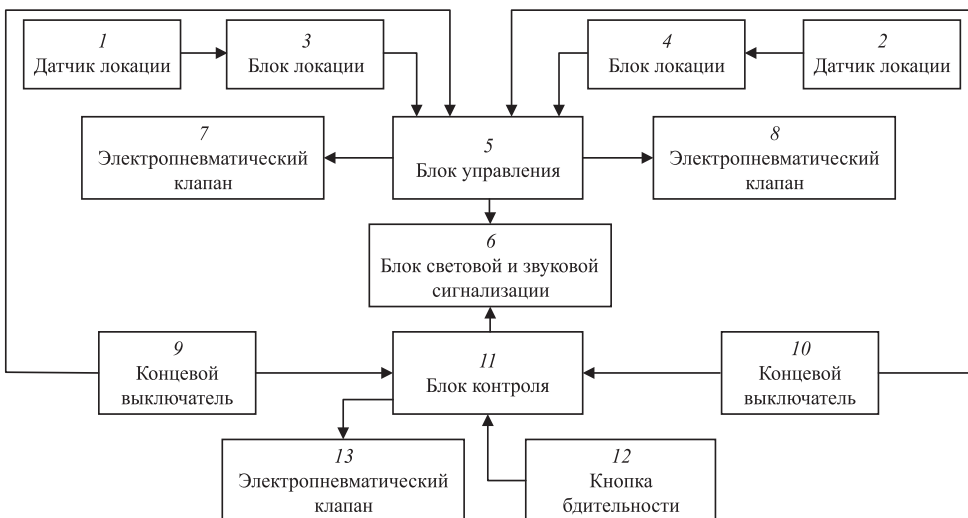 1
Датчик локации
3
Блок локации
4
Блок локации
2
Датчик локации
7
Электропневматический
клапан
5
Блок управления
8
Электропневматический
клапан
6
Блок световой и звуковой
сигнализации
9
Концевой
выключатель
11
Блок контроля
10
Концевой
выключатель
13
Электропневматический
клапан
12
Кнопка
бдительности